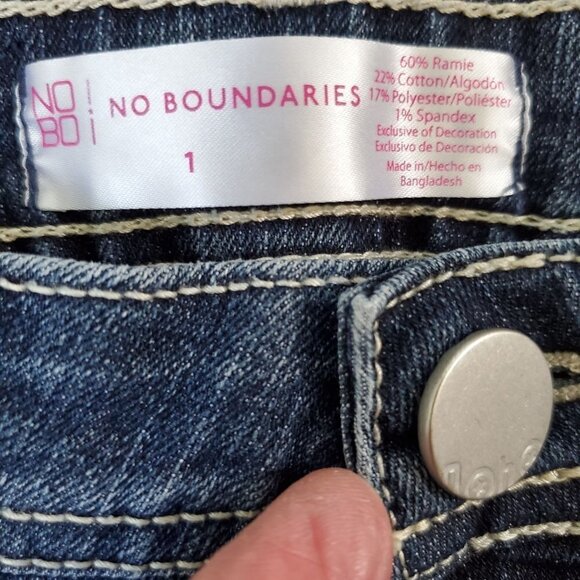 NO
BO
NO BOUNDARIES
1
60% Ramie
22% Cotton/Algodón
17% Polyester/Poliéster
1% Spandex
Exclusive of Decoration
Exclusivo de Decoración
Made in/Hecho en
Bangladesh